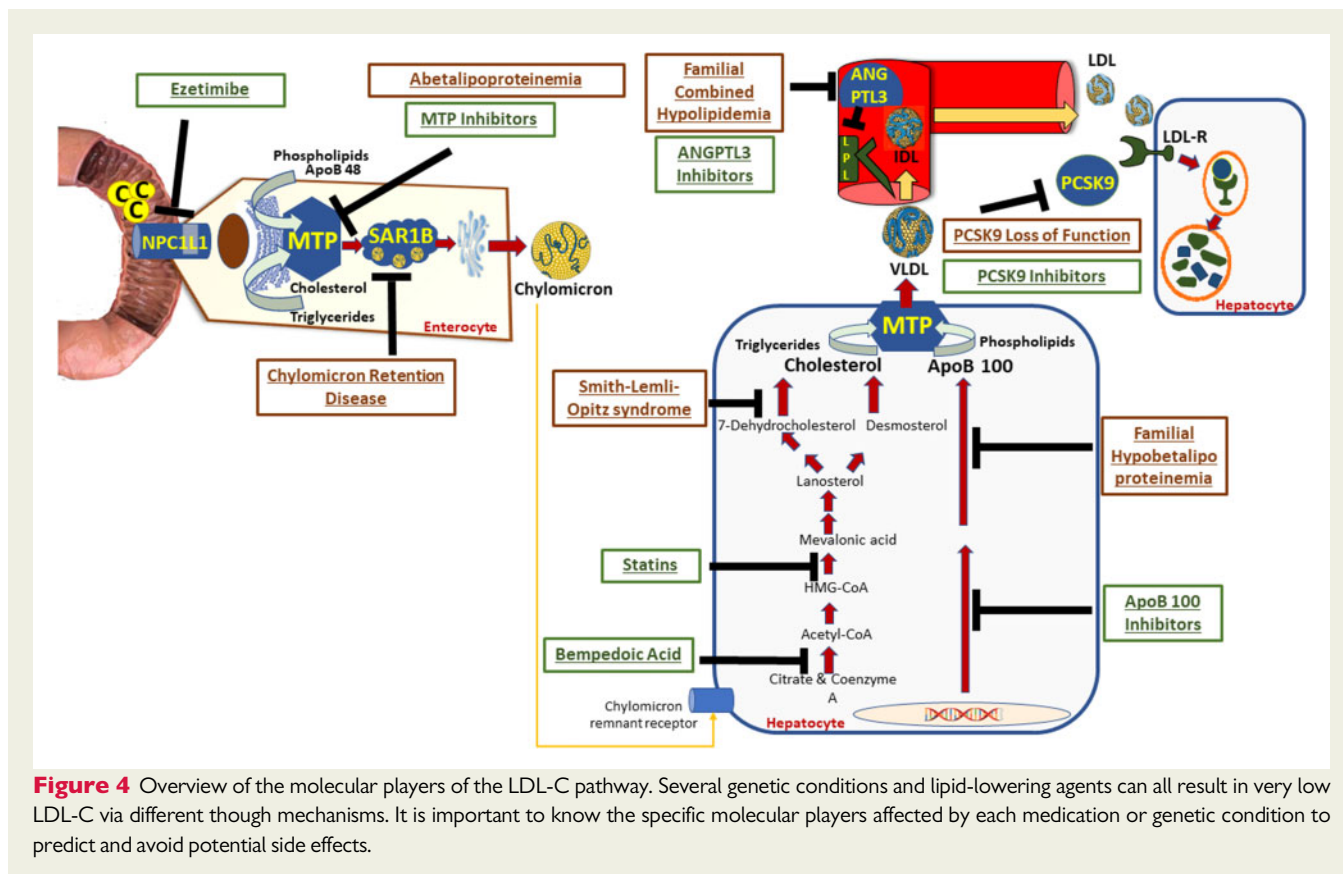 Ezetimibe
Abetalipoproteinemia
MTP Inhibitors
Familial
Combined
Hypolipidemia
ANGPTL3
Inhibitors
ANG
PTL3
LPL
IDL
LDL
LDL-R
PCSK9
PCSK9 Loss of Function
PCSK9 Inhibitors
Hepatocyte
Phospholipids
ApoB 48
C
C
C
NPC1L1
MTP
SAR1B
Cholesterol
Triglycerides
Enterocyte
Chylomicron
Chylomicron Retention
Disease
VLDL
MTP
Triglycerides
Phospholipids
Cholesterol
ApoB 100
Smith-Lemli-
Opitz syndrome
7-Dehydrocholesterol
Desmosterol
Familial
Hypobetalipo
proteinemia
Lanosterol
Mevalonic acid
Statins
HMG-CoA
ApoB 100
Inhibitors
Acetyl-CoA
Bempedoic Acid
Citrate & Coenzyme
A
Chylomicron
remnant receptor
Hepatocyte
Figure 4 Overview of the molecular players of the LDL-C pathway. Several genetic conditions and lipid-lowering agents can all result in very low
LDL-C via different though mechanisms. It is important to know the specific molecular players affected by each medication or genetic condition to
predict and avoid potential side effects.